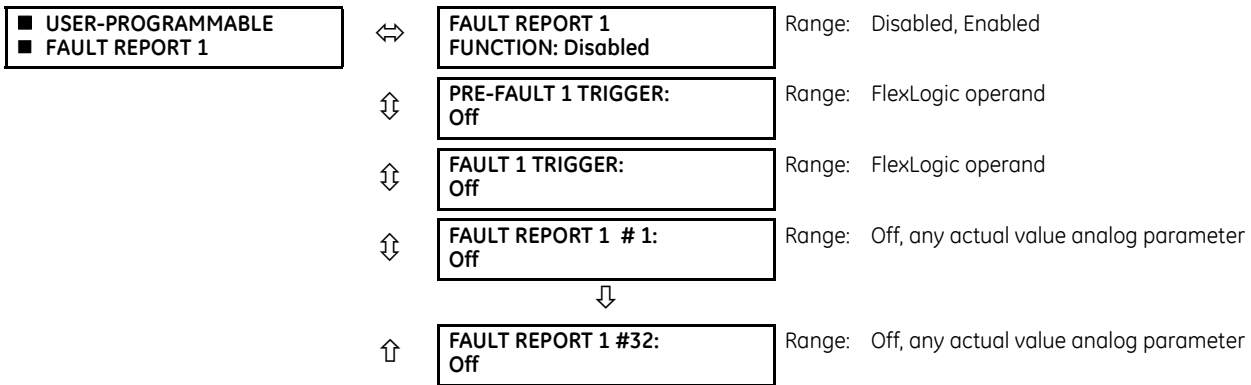 ■ USER-PROGRAMMABLE
■ FAULT REPORT 1
FAULT REPORT 1
FUNCTION: Disabled
Range: Disabled, Enabled
PRE-FAULT 1 TRIGGER:
Off
Range: FlexLogic operand
FAULT 1 TRIGGER:
Off
Range: FlexLogic operand
FAULT REPORT 1 # 1:
Off
Range: Off, any actual value analog parameter
FAULT REPORT 1 #32:
Off
Range: Off, any actual value analog parameter